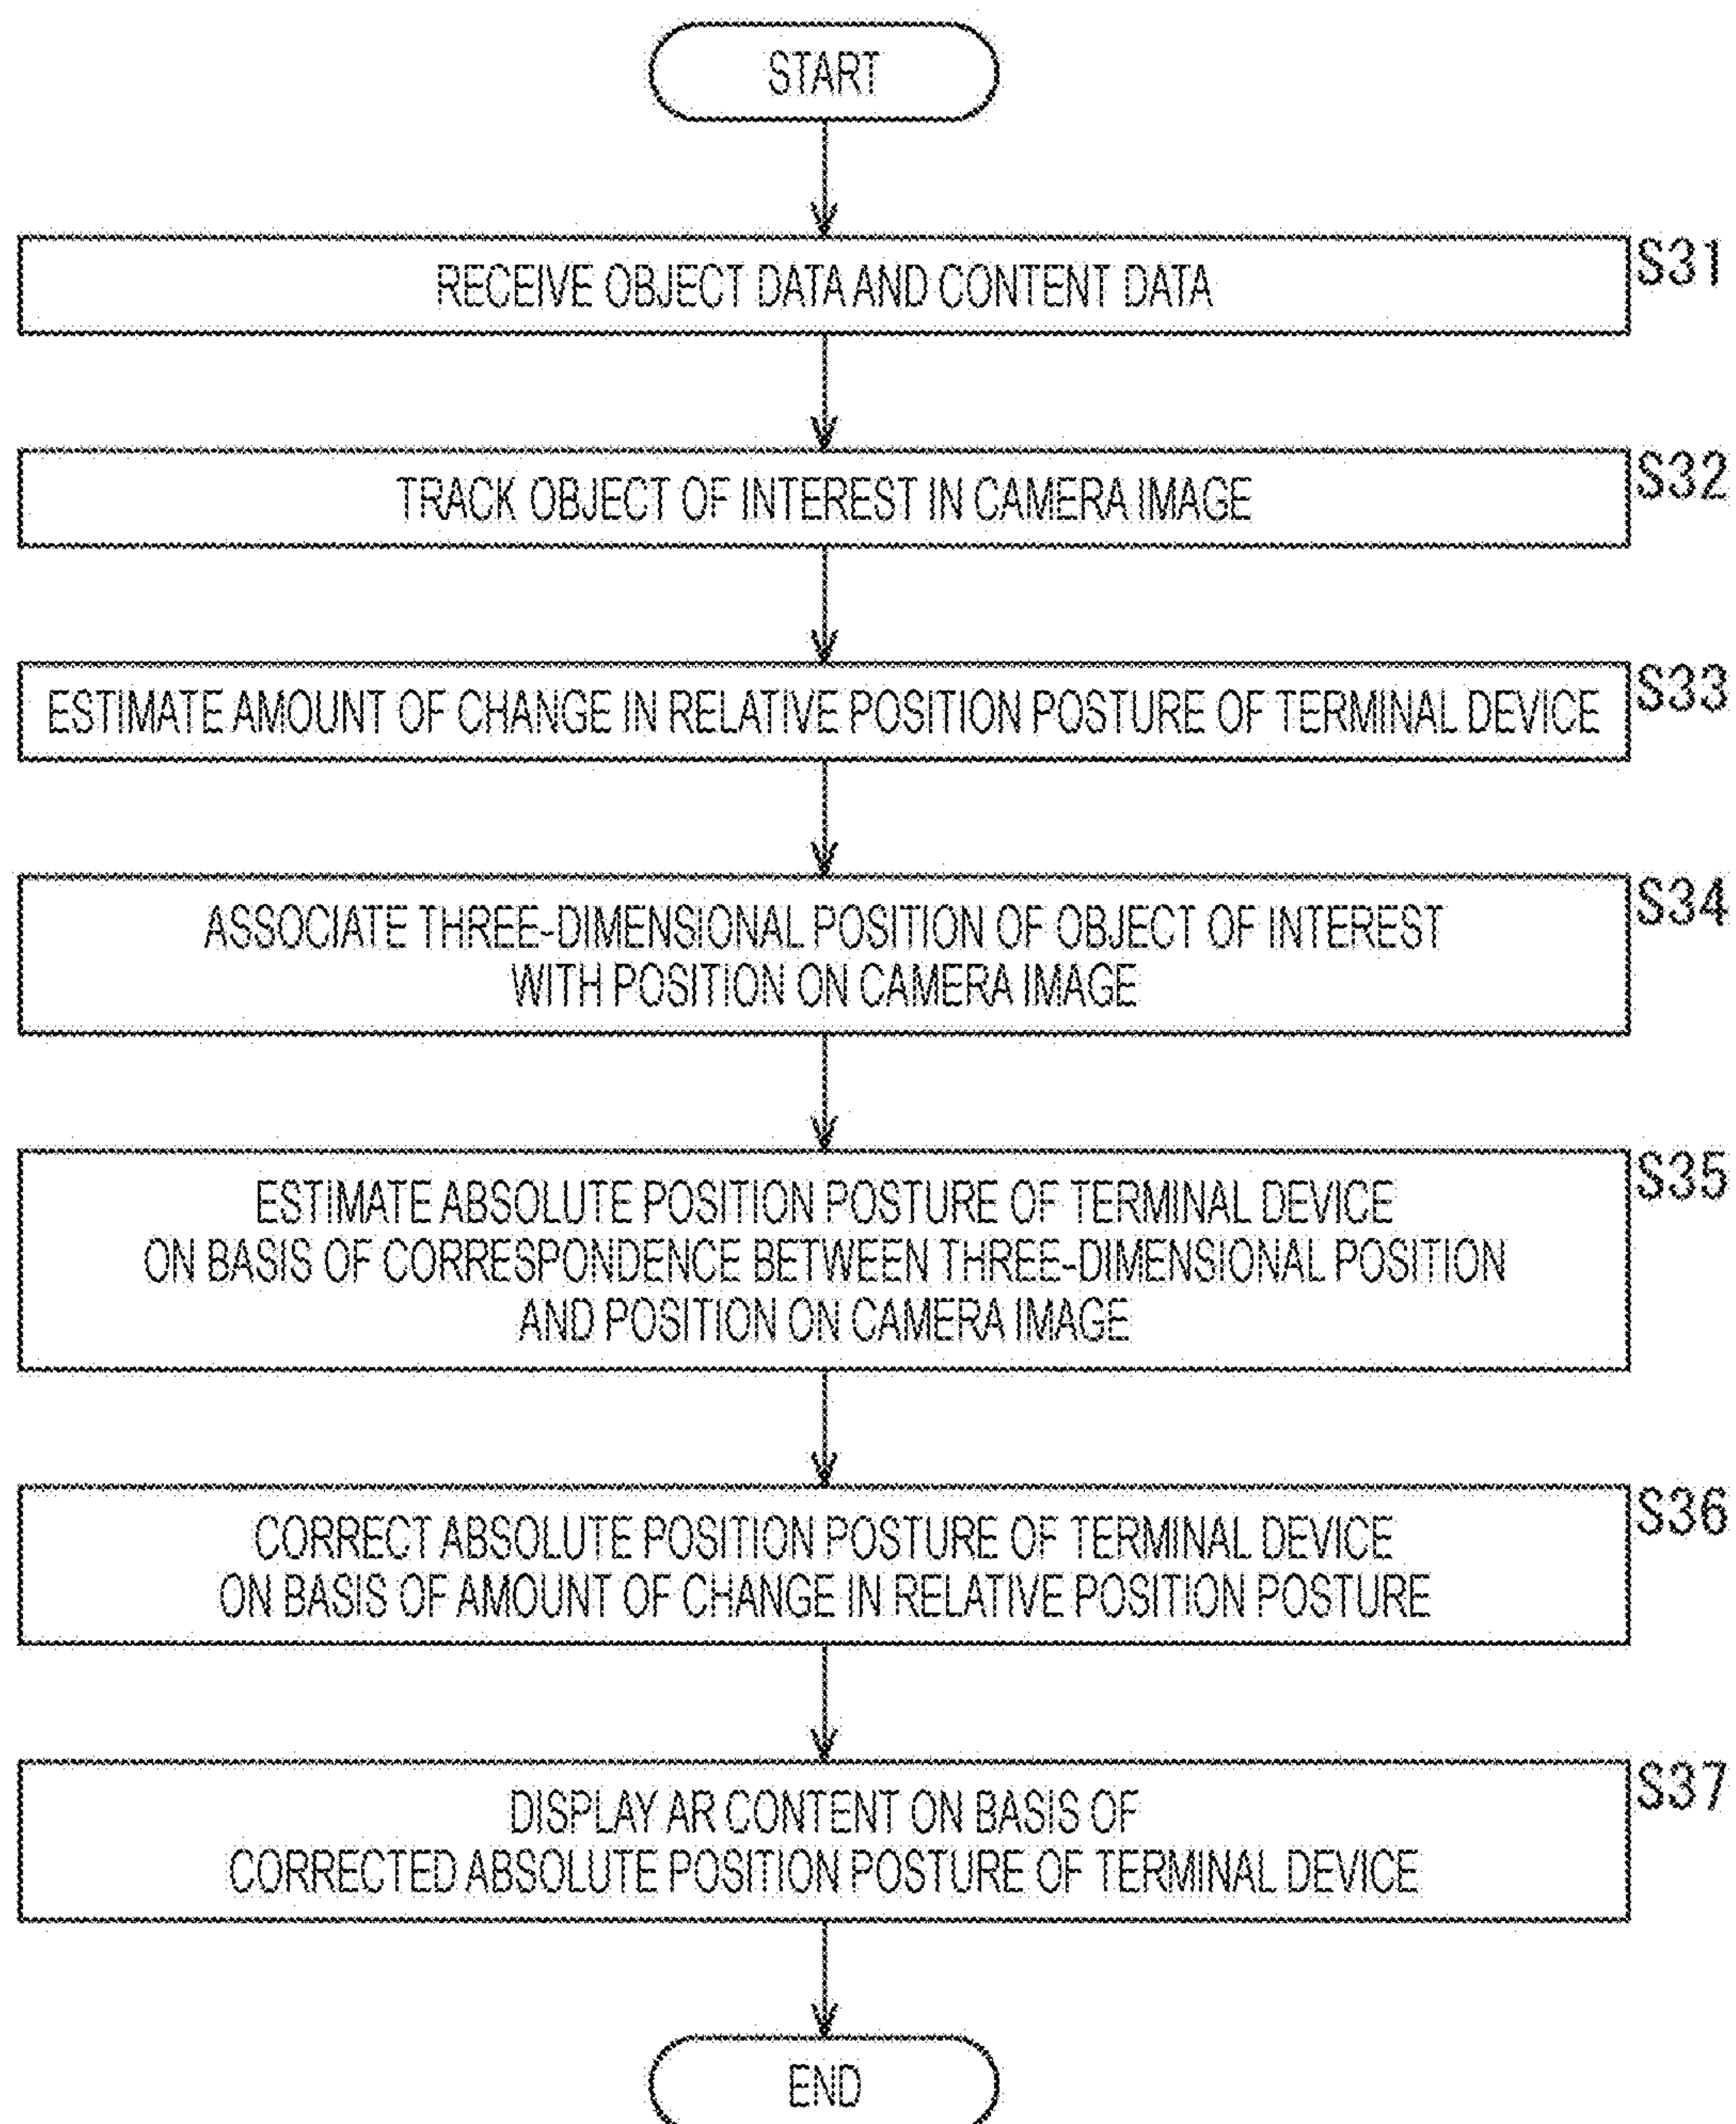 START
RECEIVE OBJECT DATA AND CONTENT DATA
S31
TRACK OBJECT OF INTEREST IN CAMERA IMAGE
S32
ESTIMATE AMOUNT OF CHANGE IN RELATIVE POSITION POSTURE OF TERMINAL DEVICE
S33
ASSOCIATE THREE-DIMENSIONAL POSITION OF OBJECT OF INTEREST
WITH POSITION ON CAMERA IMAGE
S34
ESTIMATE ABSOLUTE POSITION POSTURE OF TERMINAL DEVICE
ON BASIS OF CORRESPONDENCE BETWEEN THREE-DIMENSIONAL POSITION
AND POSITION ON CAMERA IMAGE
S35
CORRECT ABSOLUTE POSITION POSTURE OF TERMINAL DEVICE
ON BASIS OF AMOUNT OF CHANGE IN RELATIVE POSITION POSTURE
S36
DISPLAY AR CONTENT ON BASIS OF
CORRECTED ABSOLUTE POSITION POSTURE OF TERMINAL DEVICE
S37
END